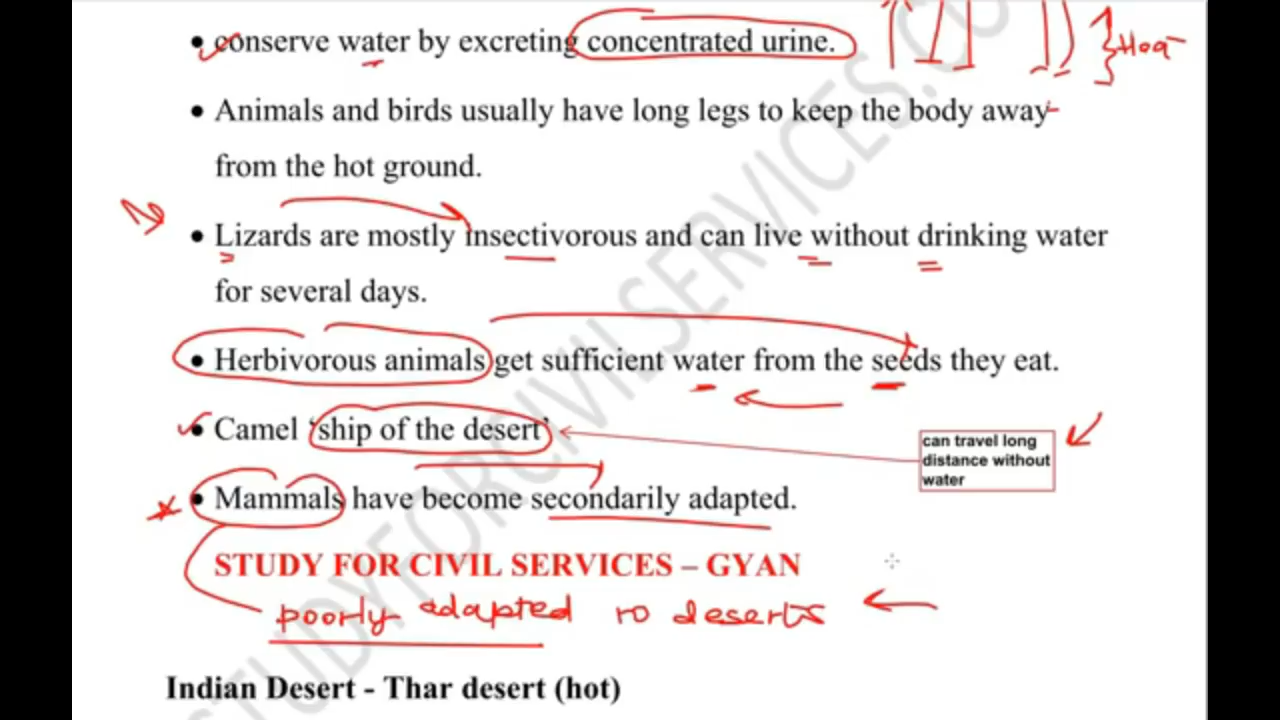 • conserve water by excreting concentrated urine.
Heat
• Animals and birds usually have long legs to keep the body away
from the hot ground.
• Lizards are mostly insectivorous and can live without drinking water
for several days.
• Herbivorous animals get sufficient water from the seeds they eat.
• Camel ‘ship of the desert’
can travel long
distance without
water
• Mammals have become secondarily adapted.
STUDY FOR CIVIL SERVICES – GYAN
poorly adapted to deserts
Indian Desert - Thar desert (hot)
STUDYFORCIVILSERVICES.CO